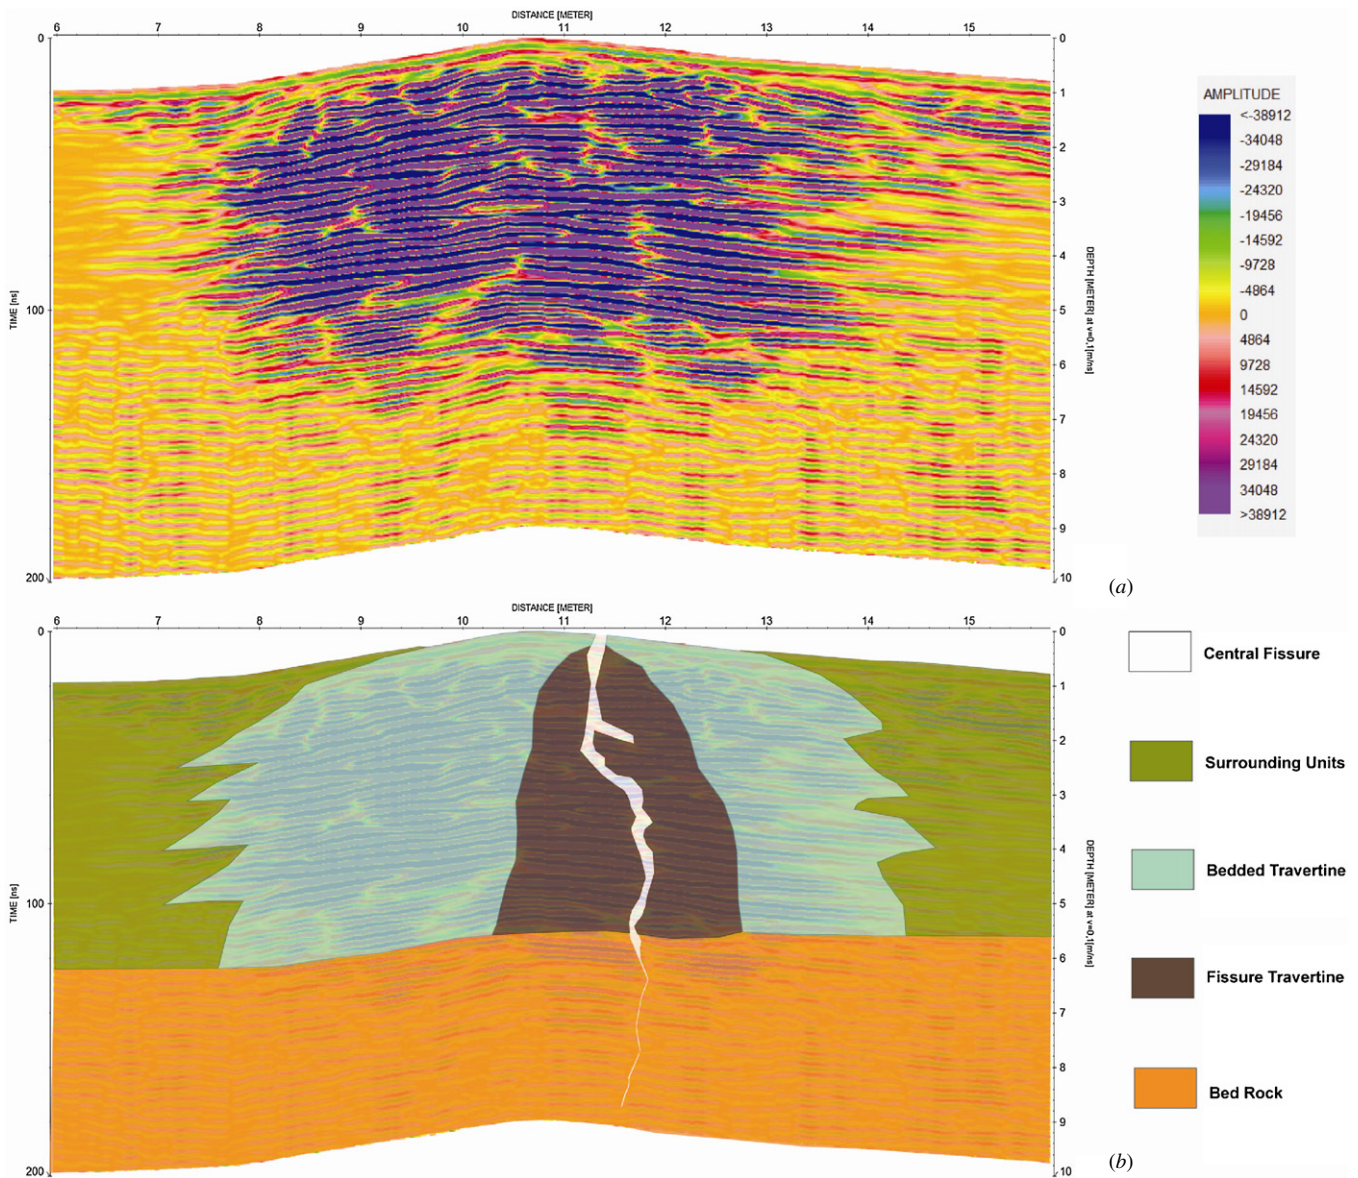 DISTANCE [METER]
6 7 8 9 10 11 12 13 14 15
0 0
1
2
3
4
100 5
6
7
8
9
200 10
TIME [ns]
DEPTH [METER] at v=0,1[m/ns]
AMPLITUDE
<-38912
-34048
-29184
-24320
-19456
-14592
-9728
-4864
0
4864
9728
14592
19456
24320
29184
34048
>38912
(a)
DISTANCE [METER]
6 7 8 9 10 11 12 13 14 15
0 0
1
2
3
4
100 5
6
7
8
9
200 10
TIME [ns]
DEPTH [METER] at v=0,1[m/ns]
Central Fissure
Surrounding Units
Bedded Travertine
Fissure Travertine
Bed Rock
(b)